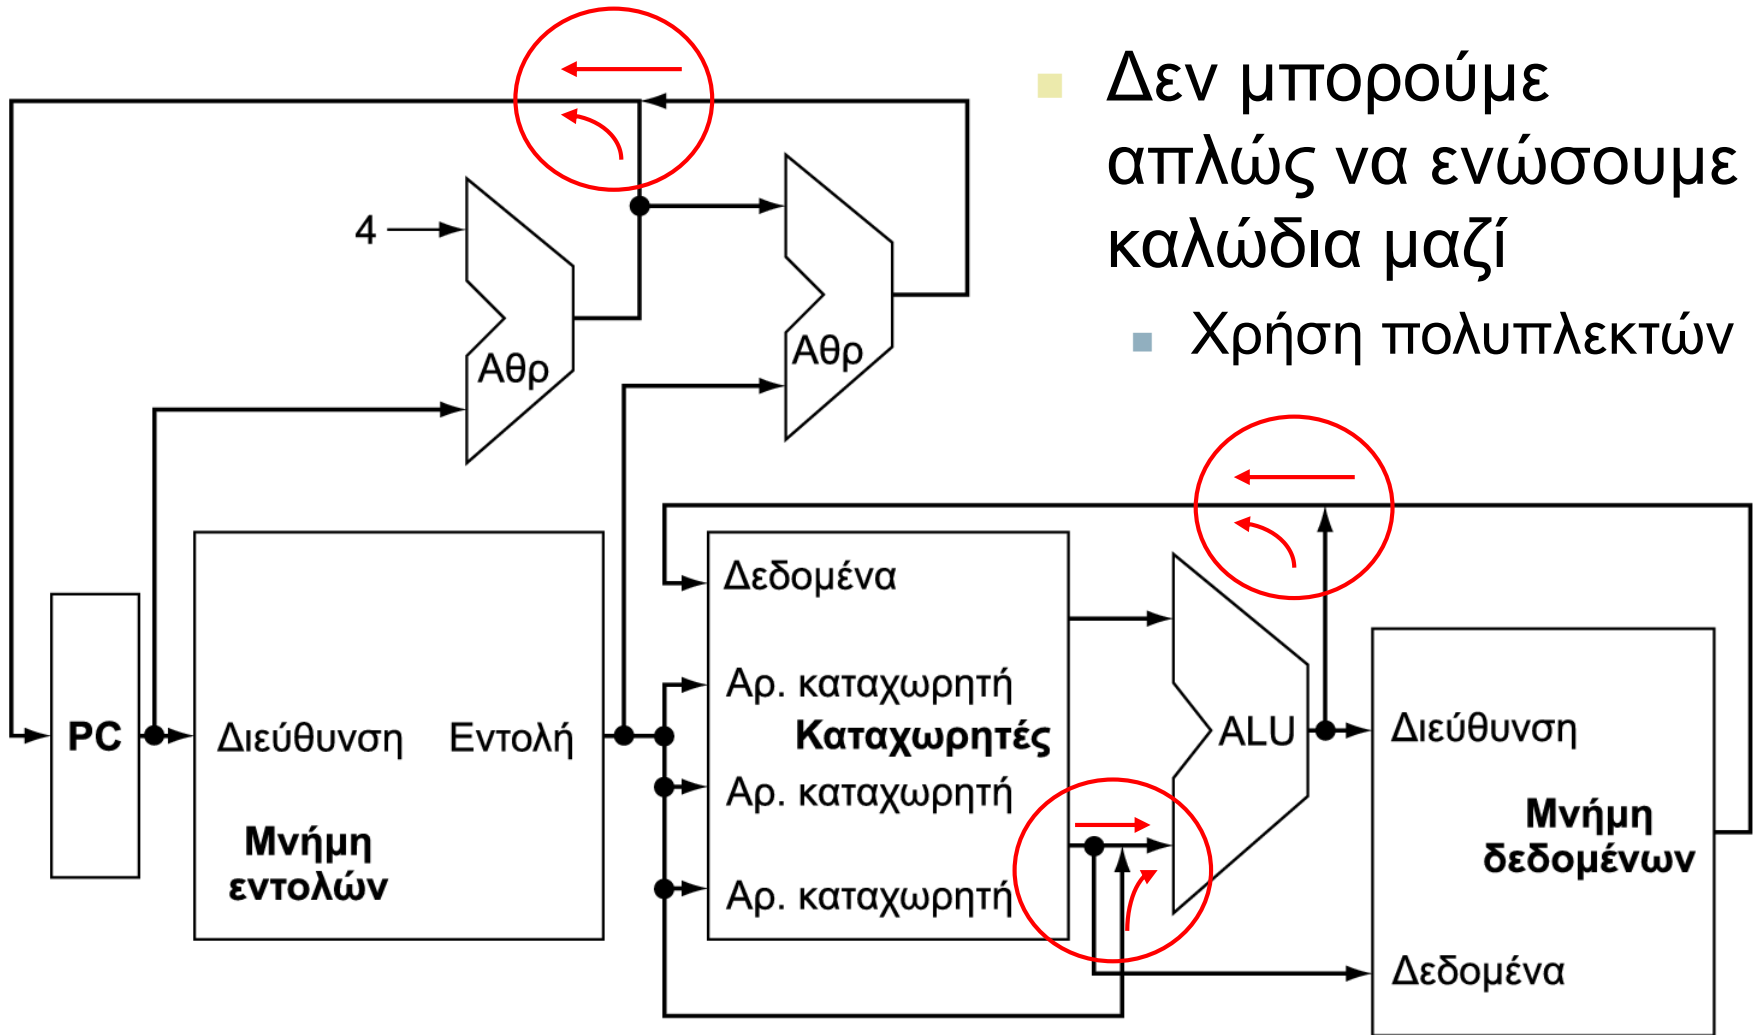 Δεν μπορούμε
απλώς να ενώσουμε
καλώδια μαζί
Χρήση πολυπλεκτών
4
Αθρ
Αθρ
PC
Διεύθυνση
Εντολή
Μνήμη
εντολών
Δεδομένα
Αρ. καταχωρητή
Καταχωρητές
Αρ. καταχωρητή
Αρ. καταχωρητή
ALU
Διεύθυνση
Μνήμη
δεδομένων
Δεδομένα